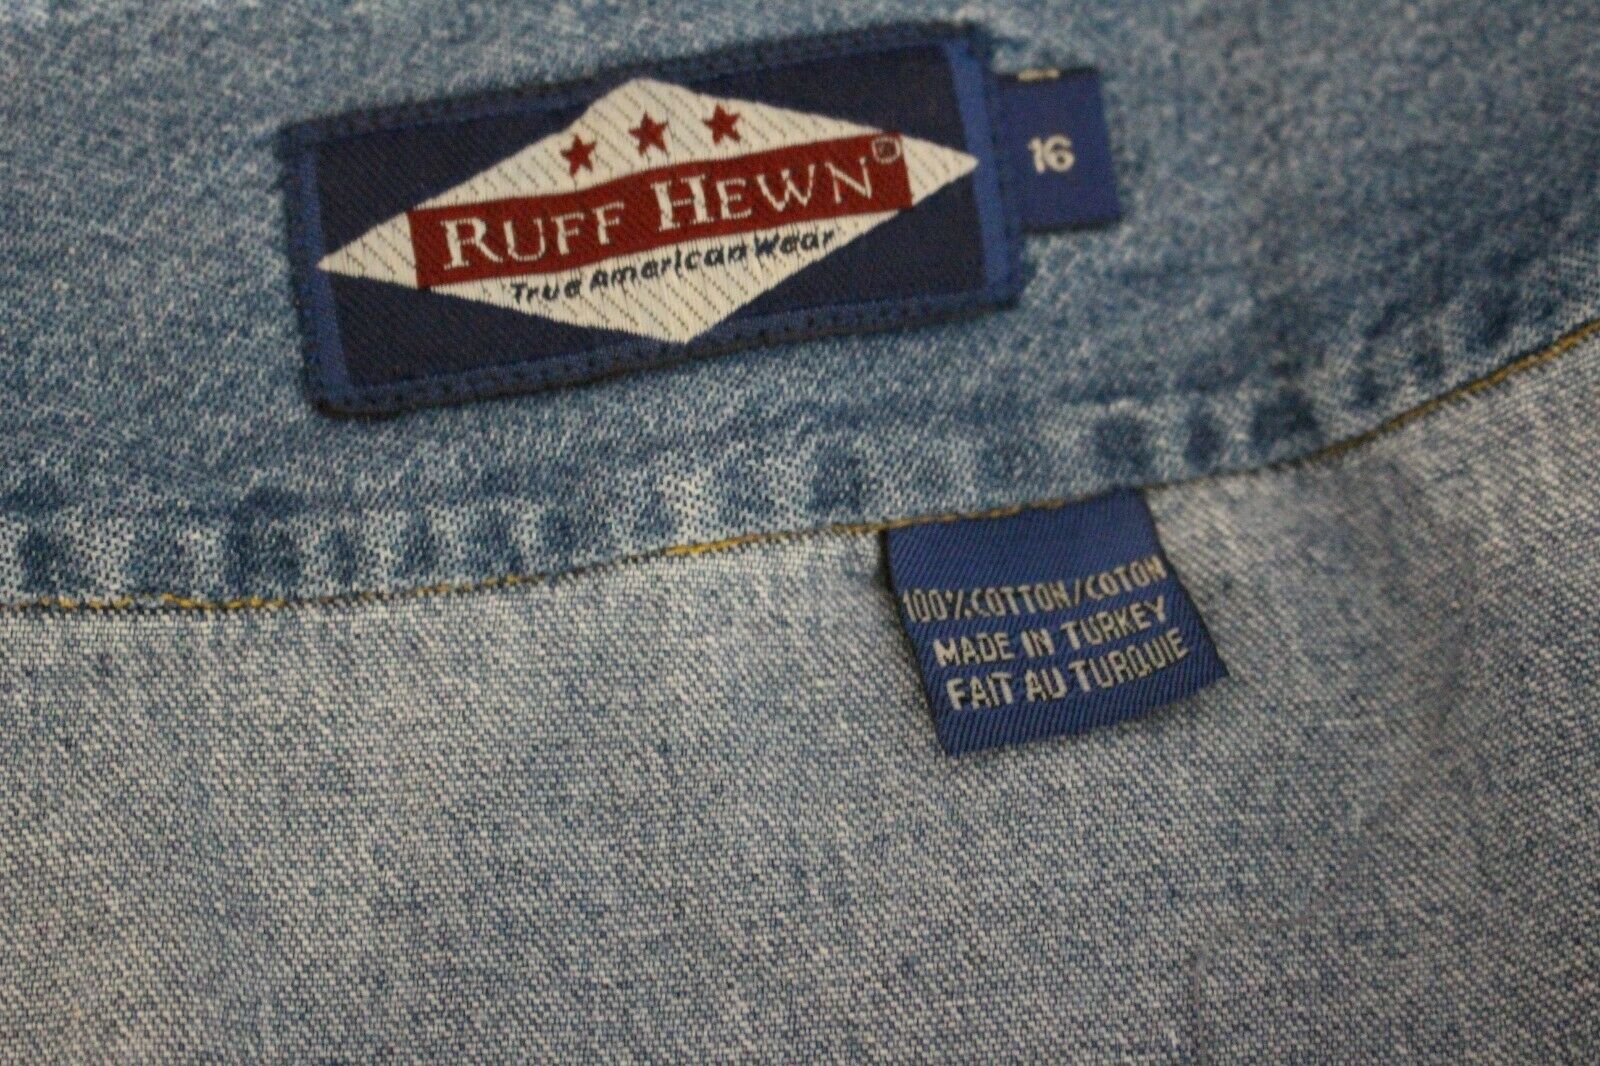 RUFF HEWN®
True American Wear
16
100% COTTON/COTON
MADE IN TURKEY
FAIT AU TURQUIE